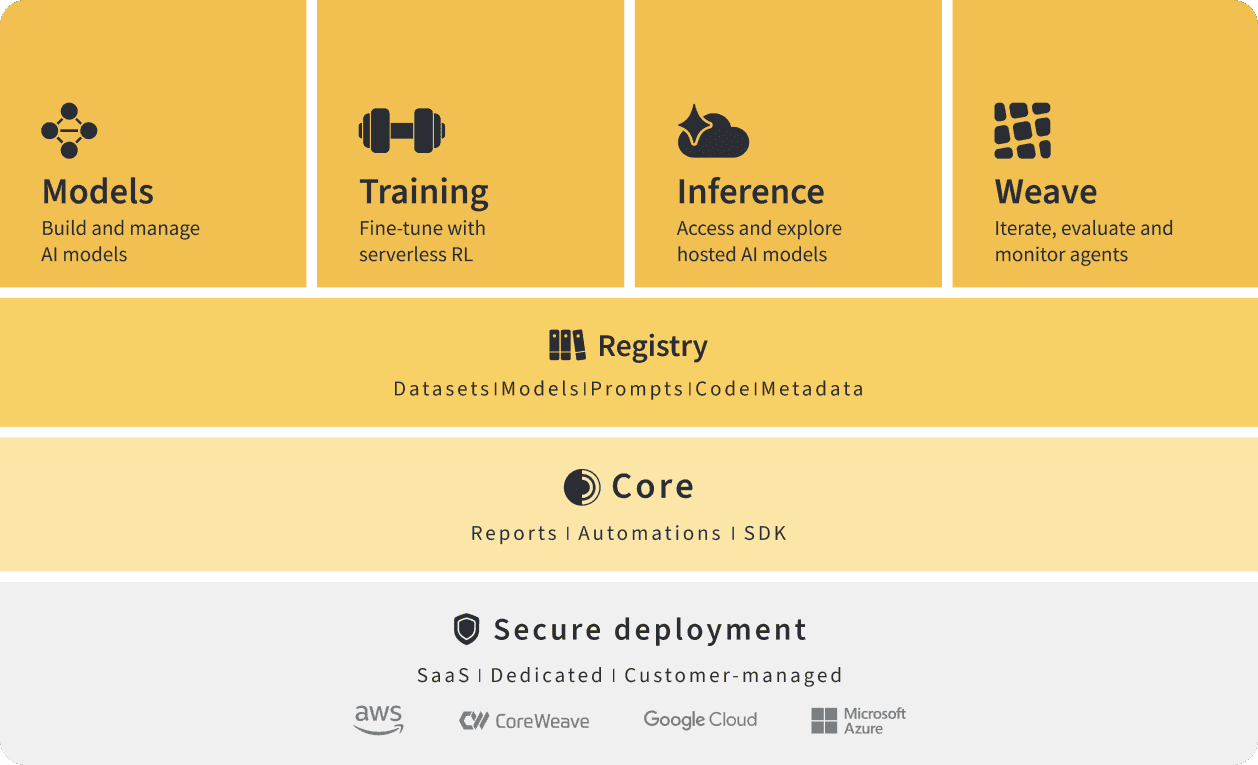 Models
Build and manage
AI models
Training
Fine-tune with
serverless RL
Inference
Access and explore
hosted AI models
Weave
Iterate, evaluate and
monitor agents
Registry
Datasets|Models|Prompts|Code|Metadata
Core
Reports | Automations | SDK
Secure deployment
SaaS | Dedicated | Customer-managed
aws
CoreWeave
Google Cloud
Microsoft
Azure